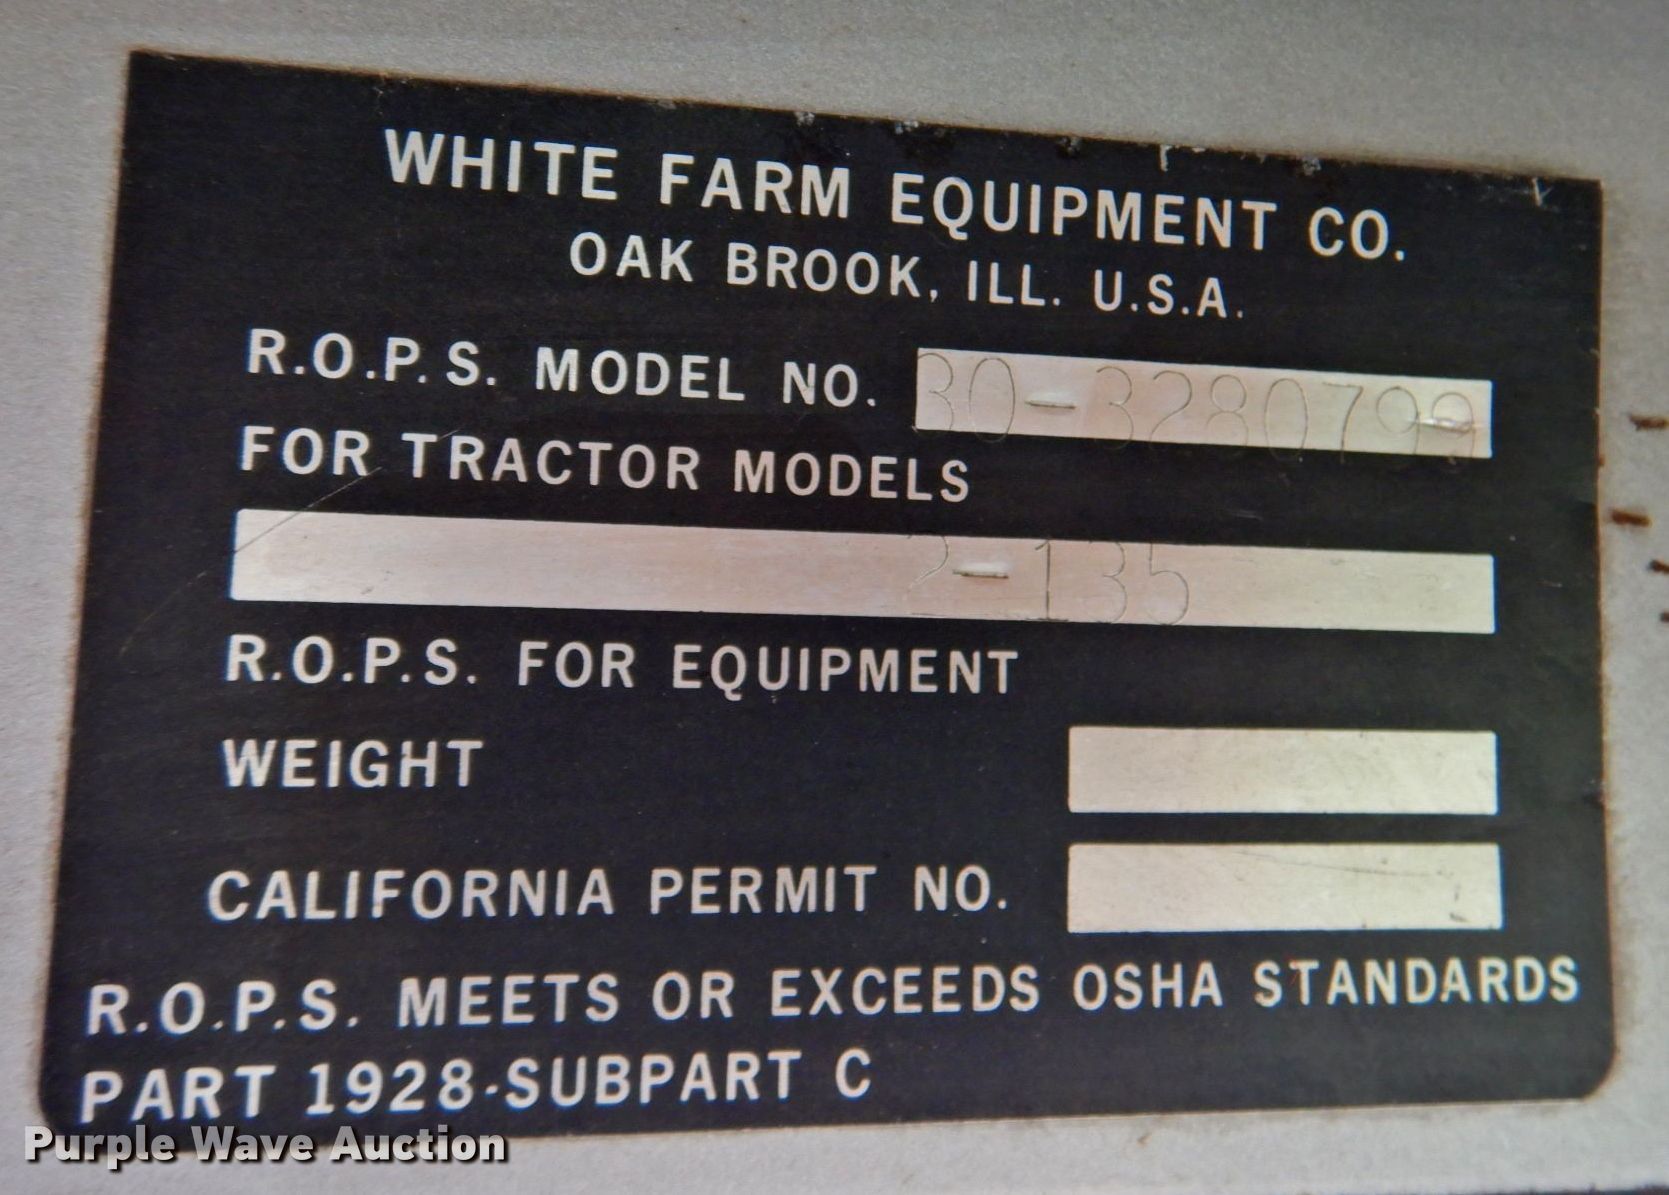 WHITE FARM EQUIPMENT CO.
OAK BROOK, ILL. U.S.A.
R.O.P.S. MODEL NO. 30-3280799
FOR TRACTOR MODELS
2-135
R.O.P.S. FOR EQUIPMENT
WEIGHT
CALIFORNIA PERMIT NO.
R.O.P.S. MEETS OR EXCEEDS OSHA STANDARDS
PART 1928-SUBPART C
Purple Wave Auction